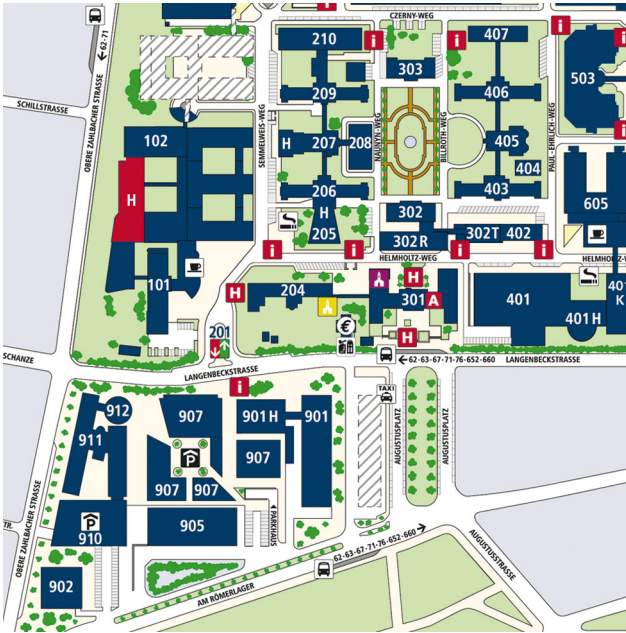 CZERNY-WEG
62-71
210
i
i
i
407
i
303
503
SCHILLSTRASSE
OBERE ZAHLBACHER STRASSE
SEMMELWEIS-WEG
209
NAUNYN-WEG
BILLROTH-WEG
406
PAUL-EHRLICH-WEG
102
H
207
208
405
i
404
H
206
403
H
205
302
605
302R
302T
402
i
i
i
i
HELMHOLTZ-WEG
HELMHOLTZ-W
101
H
204
H
301
A
401
401
K
401H
201
€
H
SCHANZE
LANGENBECKSTRASSE
62-63-67-71-76-652-660
LANGENBECKSTRASSE
i
TAXI
912
907
901H
901
911
907
AUGUSTUSPLATZ
AUGUSTUSPLATZ
P
907
907
P
910
905
PARKHAUS
OBERE ZAHLBACHER STRASSE
TR.
62-63-67-71-76-652-660
AUGUSTUSSTRASSE
902
AM RÖMERLAGER